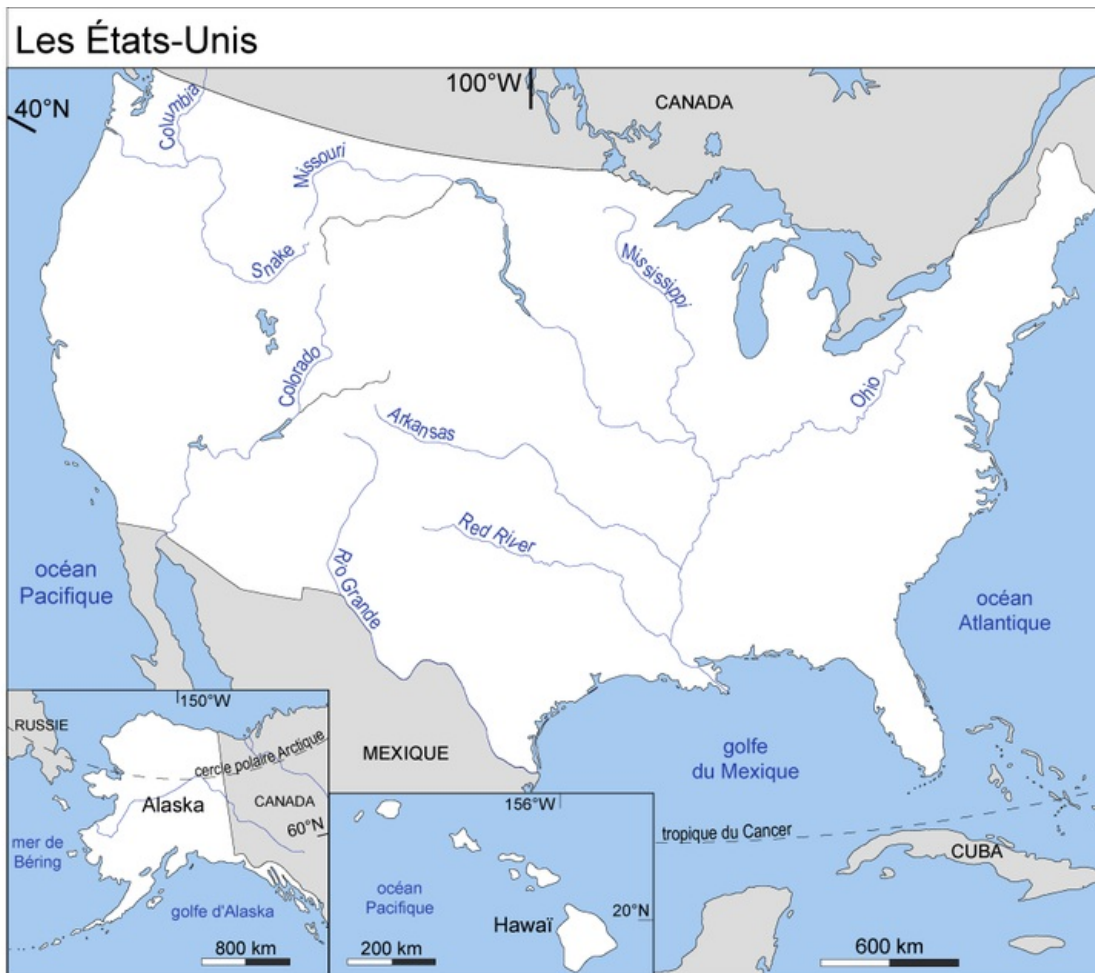 Les États-Unis
100°W
40°N
CANADA
Columbia
Missouri
Snake
Mississippi
Colorado
Ohio
Arkansas
Red River
Río Grande
océan
Pacifique
océan
Atlantique
150°W
RUSSIE
cercle polaire Arctique
MEXIQUE
golfe
du Mexique
Alaska
CANADA
60°N
156°W
tropique du Cancer
mer de
Béring
CUBA
océan
Pacifique
golfe d'Alaska
Hawaï
20°N
800 km
200 km
600 km